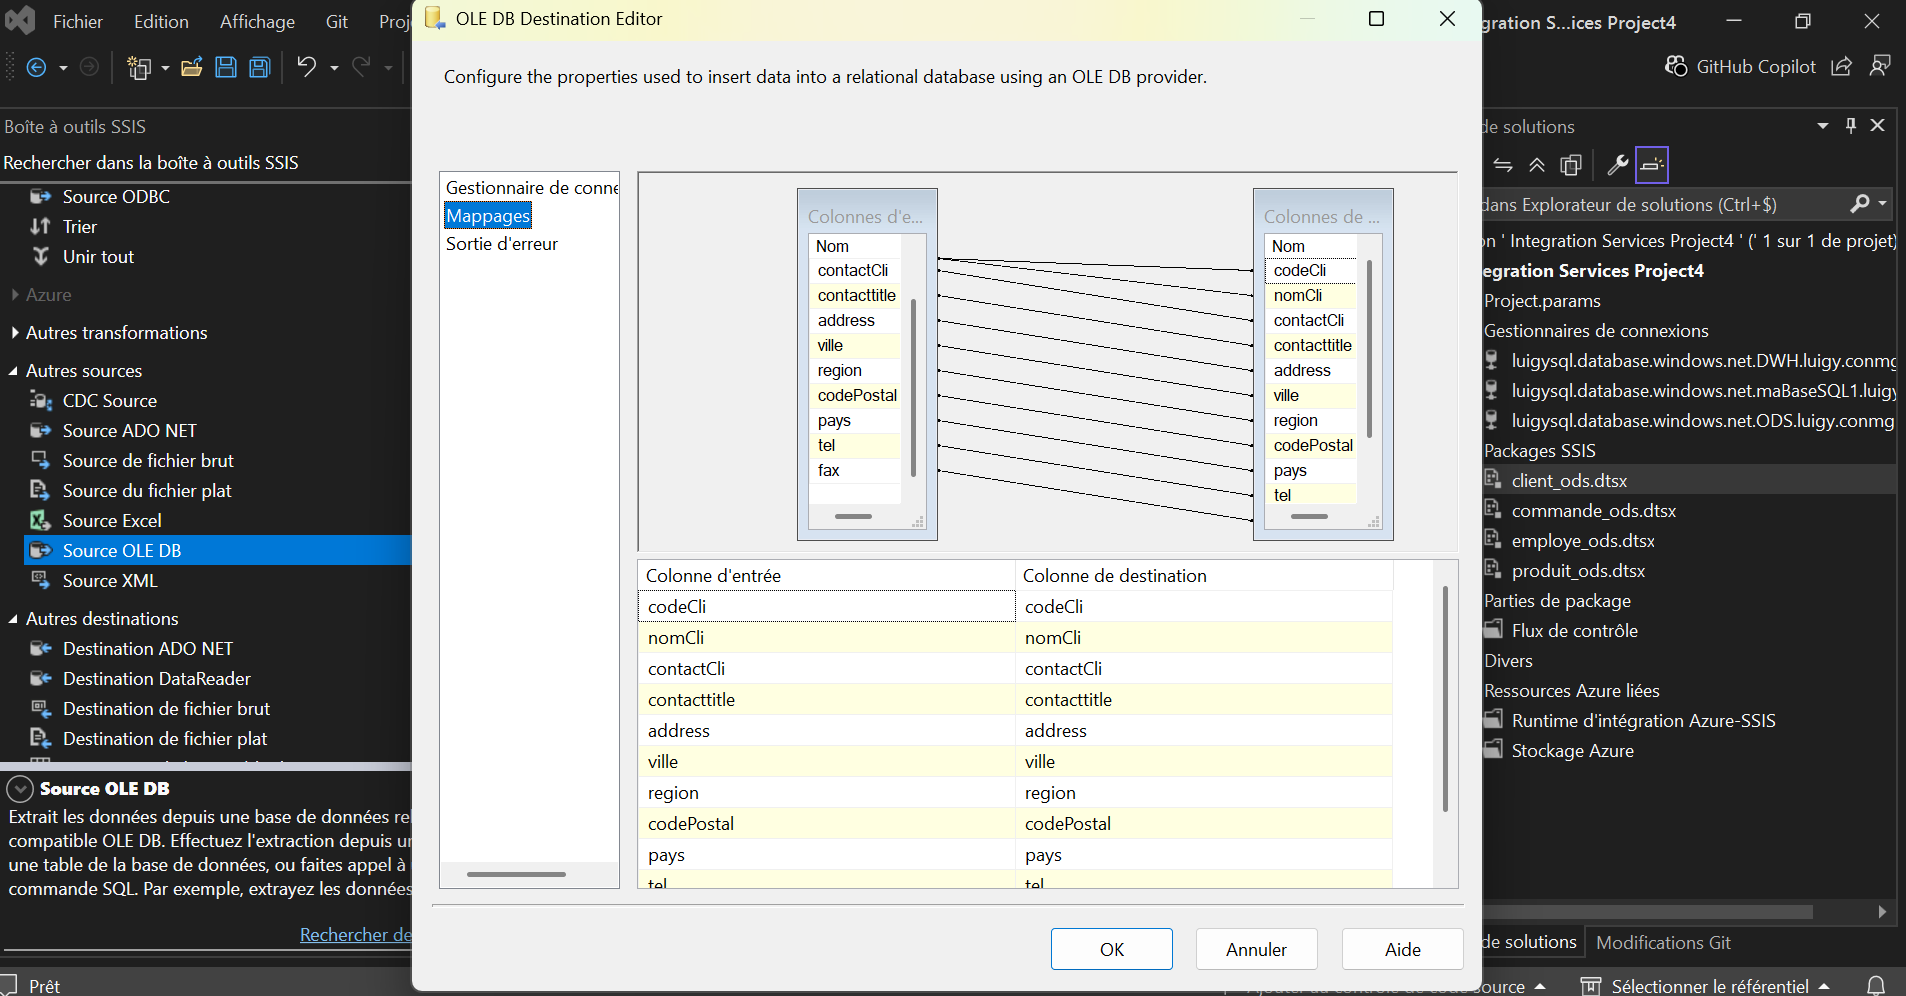 Fichier Edition Affichage Git Proj
OLE DB Destination Editor
gration S...ices Project4
GitHub Copilot
Configure the properties used to insert data into a relational database using an OLE DB provider.
Boîte à outils SSIS
Rechercher dans la boîte à outils SSIS
Source ODBC
Trier
Unir tout
Azure
Autres transformations
Autres sources
CDC Source
Source ADO NET
Source de fichier brut
Source du fichier plat
Source Excel
Source OLE DB
Source XML
Autres destinations
Destination ADO NET
Destination DataReader
Destination de fichier brut
Destination de fichier plat
Source OLE DB
Extrait les données depuis une base de données rel
compatible OLE DB. Effectuez l'extraction depuis un
une table de la base de données, ou faites appel à
commande SQL. Par exemple, extrayez les données
Rechercher de
Prêt
Gestionnaire de conne
Mappages
Sortie d'erreur
Colonnes d'e...
Nom
contactCli
contacttitle
address
ville
region
codePostal
pays
tel
fax
Colonnes de ...
Nom
codeCli
nomCli
contactCli
contacttitle
address
ville
region
codePostal
pays
tel
Colonne d'entrée Colonne de destination
codeCli codeCli
nomCli nomCli
contactCli contactCli
contacttitle contacttitle
address address
ville ville
region region
codePostal codePostal
pays pays
tel tel
OK Annuler Aide
de solutions
dans Explorateur de solutions (Ctrl+$)
on ' Integration Services Project4 ' (' 1 sur 1 de projet)
egration Services Project4
Project.params
Gestionnaires de connexions
luigysql.database.windows.net.DWH.luigy.conmg
luigysql.database.windows.net.maBaseSQL1.luigy
luigysql.database.windows.net.ODS.luigy.conmg
Packages SSIS
client_ods.dtsx
commande_ods.dtsx
employe_ods.dtsx
produit_ods.dtsx
Parties de package
Flux de contrôle
Divers
Ressources Azure liées
Runtime d'intégration Azure-SSIS
Stockage Azure
de solutions Modifications Git
Ajouter au contrôle de code source Sélectionner le référentiel